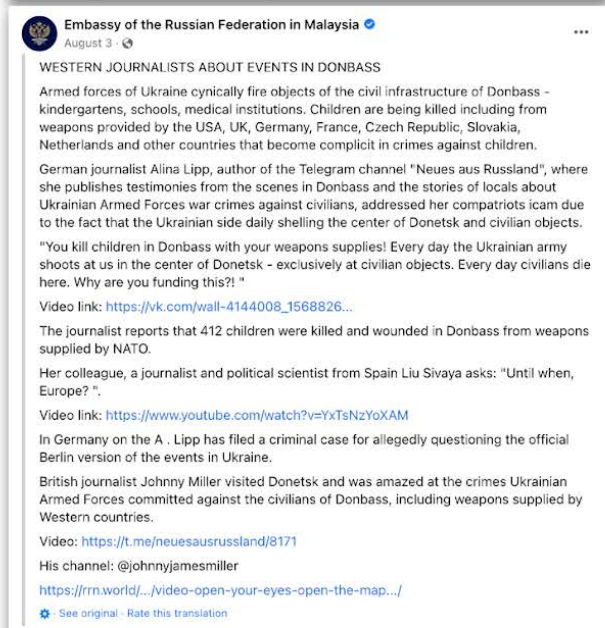 Embassy of the Russian Federation in Malaysia
August 3 ·
WESTERN JOURNALISTS ABOUT EVENTS IN DONBASS
Armed forces of Ukraine cynically fire objects of the civil infrastructure of Donbass -
kindergartens, schools, medical institutions. Children are being killed including from
weapons provided by the USA, UK, Germany, France, Czech Republic, Slovakia,
Netherlands and other countries that become complicit in crimes against children.
German journalist Alina Lipp, author of the Telegram channel "Neues aus Russland", where
she publishes testimonies from the scenes in Donbass and the stories of locals about
Ukrainian Armed Forces war crimes against civilians, addressed her compatriots icam due
to the fact that the Ukrainian side daily shelling the center of Donetsk and civilian objects.
"You kill children in Donbass with your weapons supplies! Every day the Ukrainian army
shoots at us in the center of Donetsk - exclusively at civilian objects. Every day civilians die
here. Why are you funding this?! "
Video link: https://vk.com/wall-4144008_1568826...
The journalist reports that 412 children were killed and wounded in Donbass from weapons
supplied by NATO.
Her colleague, a journalist and political scientist from Spain Liu Sivaya asks: "Until when,
Europe? ".
Video link: https://www.youtube.com/watch?v=YxTsNzYoXAM
In Germany on the A . Lipp has filed a criminal case for allegedly questioning the official
Berlin version of the events in Ukraine.
British journalist Johnny Miller visited Donetsk and was amazed at the crimes Ukrainian
Armed Forces committed against the civilians of Donbass, including weapons supplied by
Western countries.
Video: https://t.me/neuesausrussland/8171
His channel: @johnnyjamesmiller
https://rrn.world/.../video-open-your-eyes-open-the-map.../
· See original · Rate this translation